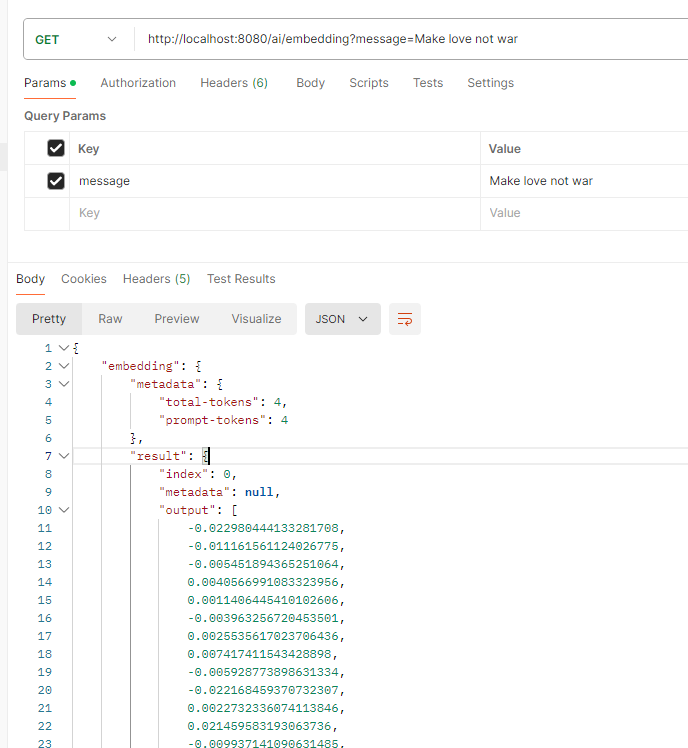 GET http://localhost:8080/ai/embedding?message=Make love not war
Params Authorization Headers (6) Body Scripts Tests Settings
Query Params
Key Value
message Make love not war
Key Value
Body Cookies Headers (5) Test Results
Pretty Raw Preview Visualize JSON
1 {
2 "embedding": {
3 "metadata": {
4 "total-tokens": 4,
5 "prompt-tokens": 4
6 },
7 "result": {
8 "index": 0,
9 "metadata": null,
10 "output": [
11 -0.022980444133281708,
12 -0.011161561124026775,
13 -0.005451894365251064,
14 0.0040566991083323956,
15 0.0011406445410102606,
16 -0.003963256720453501,
17 0.0025535617023706436,
18 0.007417411543428898,
19 -0.005928773898631334,
20 -0.022168459370732307,
21 0.0022732336074113846,
22 0.021459583193063736,
23 -0.009937141090631485,